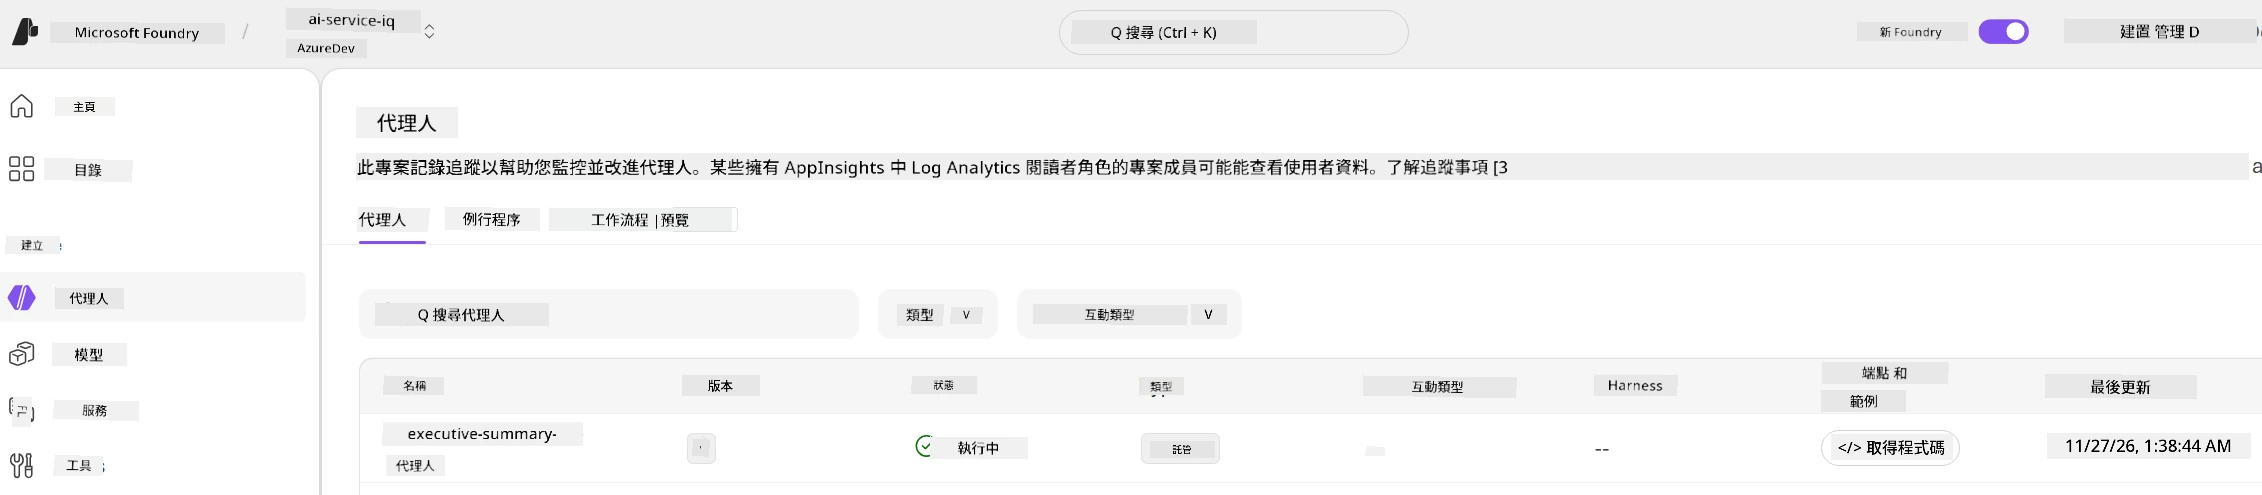 Microsoft Foundry
/
ai-service-iq
AzureDev
Q 搜尋 (Ctrl + K)
新 Foundry
建置 管理 D
主頁
目錄
建立
代理人
模型
服務
工具
代理人
此專案記錄追蹤以幫助您監控並改進代理人。某些擁有 AppInsights 中 Log Analytics 閱讀者角色的專案成員可能能查看使用者資料。了解追蹤事項 [3
代理人 例行程序 工作流程 |預覽
Q 搜尋代理人
類型 V
互動類型 V
名稱 版本 狀態 類型 互動類型 Harness 端點 和 範例 最後更新
executive-summary-
代理人
執行中
託管
--
</> 取得程式碼
11/27/26, 1:38:44 AM